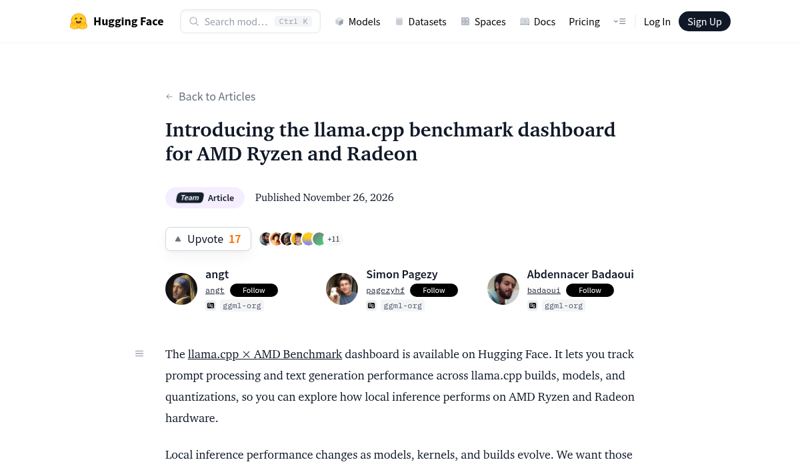 Hugging Face
Search mod... Ctrl K
Models
Datasets
Spaces
Docs
Pricing
Log In
Sign Up
← Back to Articles
Introducing the llama.cpp benchmark dashboard
for AMD Ryzen and Radeon
Team Article
Published November 26, 2026
Upvote 17
+11
angt
angt Follow
ggml-org
Simon Pagezy
pagezyhf Follow
ggml-org
Abdennacer Badaoui
badaoui Follow
ggml-org
The llama.cpp × AMD Benchmark dashboard is available on Hugging Face. It lets you track
prompt processing and text generation performance across llama.cpp builds, models, and
quantizations, so you can explore how local inference performs on AMD Ryzen and Radeon
hardware.
Local inference performance changes as models, kernels, and builds evolve. We want those